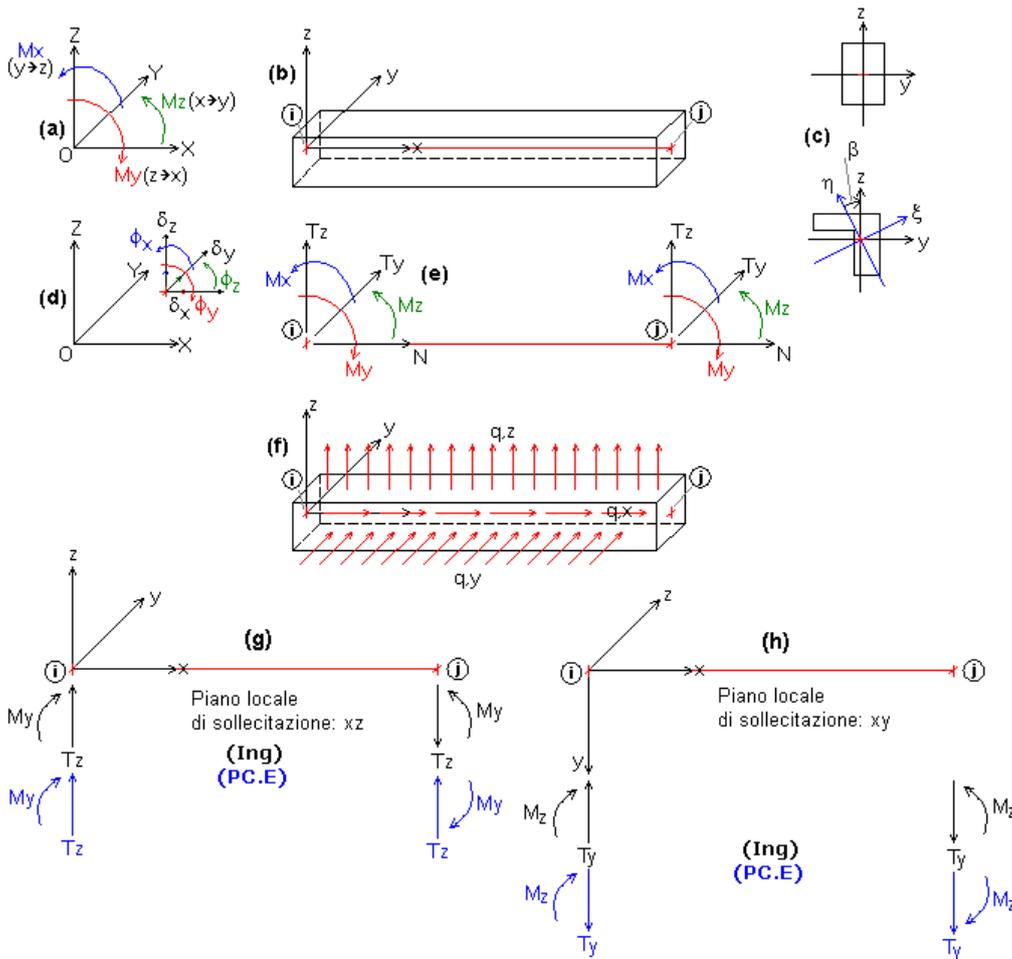 Z
Mx
(y→z)
Y
Mz(x→y)
(a)
O
X
My(z→x)
(b)
z
y
i
j
x
z
y
(c)
β
η
z
ξ
y
Z
δz
ϕx
δy
Y
ϕz
(d)
δx
ϕy
O
X
Tz
Mx
Ty
(e)
Mz
i
My
N
Tz
Mx
Ty
Mz
j
My
N
(f)
z
y
q,z
i
j
q,x
q,y
z
y
(g)
i
x
j
My
Piano locale
di sollecitazione: xz
My
Tz
(Ing)
Tz
My
(PC.E)
My
Tz
Tz
z
(h)
i
x
j
Piano locale
di sollecitazione: xy
y
Mz
Mz
Ty
(Ing)
Ty
Mz
(PC.E)
Mz
Ty
Ty